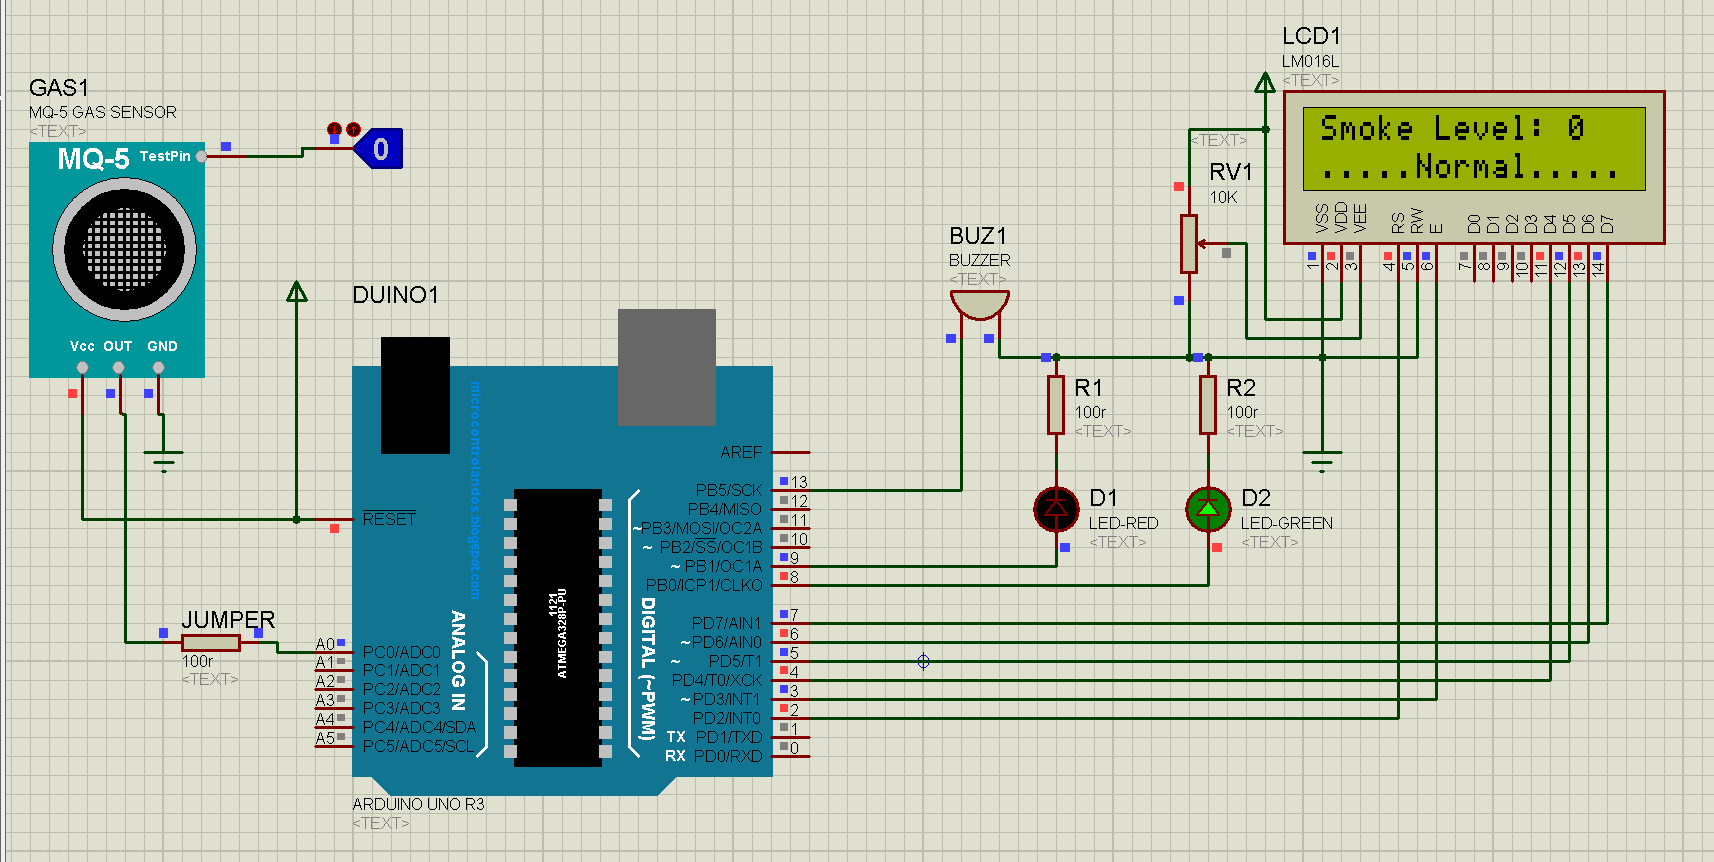 LCD1
LM016L
<TEXT>
Smoke Level: 0
.....Normal.....
VSS
VDD
VEE
RS
RW
E
D0
D1
D2
D3
D4
D5
D6
D7
1
2
3
4
5
6
7
8
9
10
11
12
13
14
GAS1
MQ-5 GAS SENSOR
<TEXT>
MQ-5
TestPin
0
Vcc
OUT
GND
<TEXT>
RV1
10K
BUZ1
BUZZER
<TEXT>
DUINO1
R1
100r
<TEXT>
R2
100r
<TEXT>
D1
LED-RED
<TEXT>
D2
LED-GREEN
<TEXT>
microcontrolandos.blogspot.com
RESET
AREF
PB5/SCK 13
PB4/MISO 12
~PB3/MOSI/OC2A 11
~ PB2/SS/OC1B 10
~ PB1/OC1A 9
PB0/ICP1/CLKO 8
PD7/AIN1 7
~PD6/AIN0 6
~ PD5/T1 5
PD4/T0/XCK 4
~PD3/INT1 3
PD2/INT0 2
TX PD1/TXD 1
RX PD0/RXD 0
DIGITAL (~PWM)
ANALOG IN
1121
ATMEGA328P-PU
JUMPER
100r
<TEXT>
A0 PC0/ADC0
A1 PC1/ADC1
A2 PC2/ADC2
A3 PC3/ADC3
A4 PC4/ADC4/SDA
A5 PC5/ADC5/SCL
ARDUINO UNO R3
<TEXT>